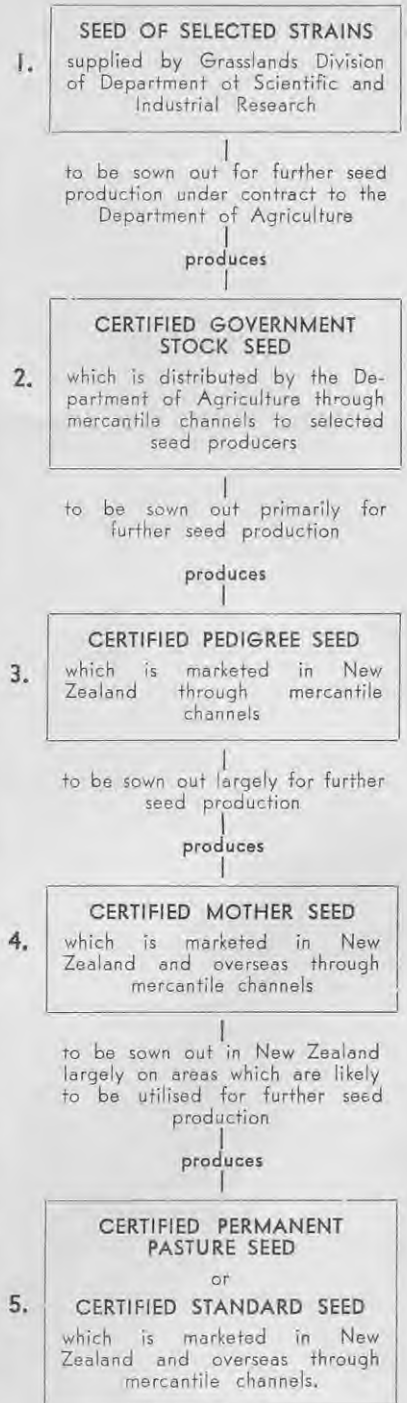 SEED OF SELECTED STRAINS
1. supplied by Grasslands Division
of Department of Scientific and
Industrial Research
to be sown out for further seed
production under contract to the
Department of Agriculture
produces
CERTIFIED GOVERNMENT
STOCK SEED
2. which is distributed by the De-
partment of Agriculture through
mercantile channels to selected
seed producers
to be sown out primarily for
further seed production
produces
CERTIFIED PEDIGREE SEED
3. which is marketed in New
Zealand through mercantile
channels
to be sown out largely for further
seed production
produces
CERTIFIED MOTHER SEED
4. which is marketed in New
Zealand and overseas through
mercantile channels
to be sown out in New Zealand
largely on areas which are likely
to be utilised for further seed
production
produces
CERTIFIED PERMANENT
PASTURE SEED
or
5. CERTIFIED STANDARD SEED
which is marketed in New
Zealand and overseas through
mercantile channels.